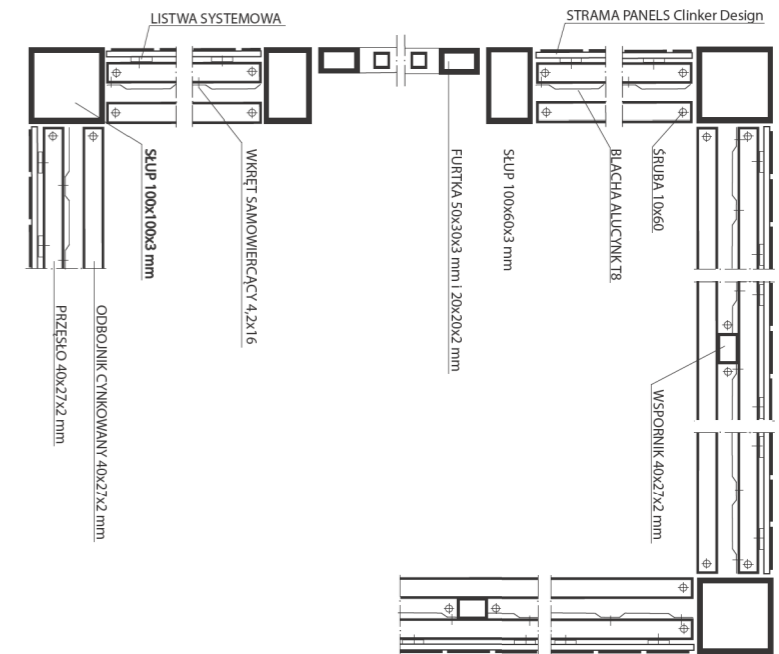 LISTWA SYSTEMOWA
STRAMA PANELS Clinker Design
SŁUP 100x100x3 mm
WKRĘT SAMOWIERCĄCY 4,2x16
FURTKA 50x30x3 mm i 20x20x2 mm
SŁUP 100x60x3 mm
BLACHA ALUCYNK T8
ŚRUBA 10x60
PRZĘSŁO 40x27x2 mm
ODBOJNIK CYNKOWANY 40x27x2 mm
WSPORNIK 40x27x2 mm